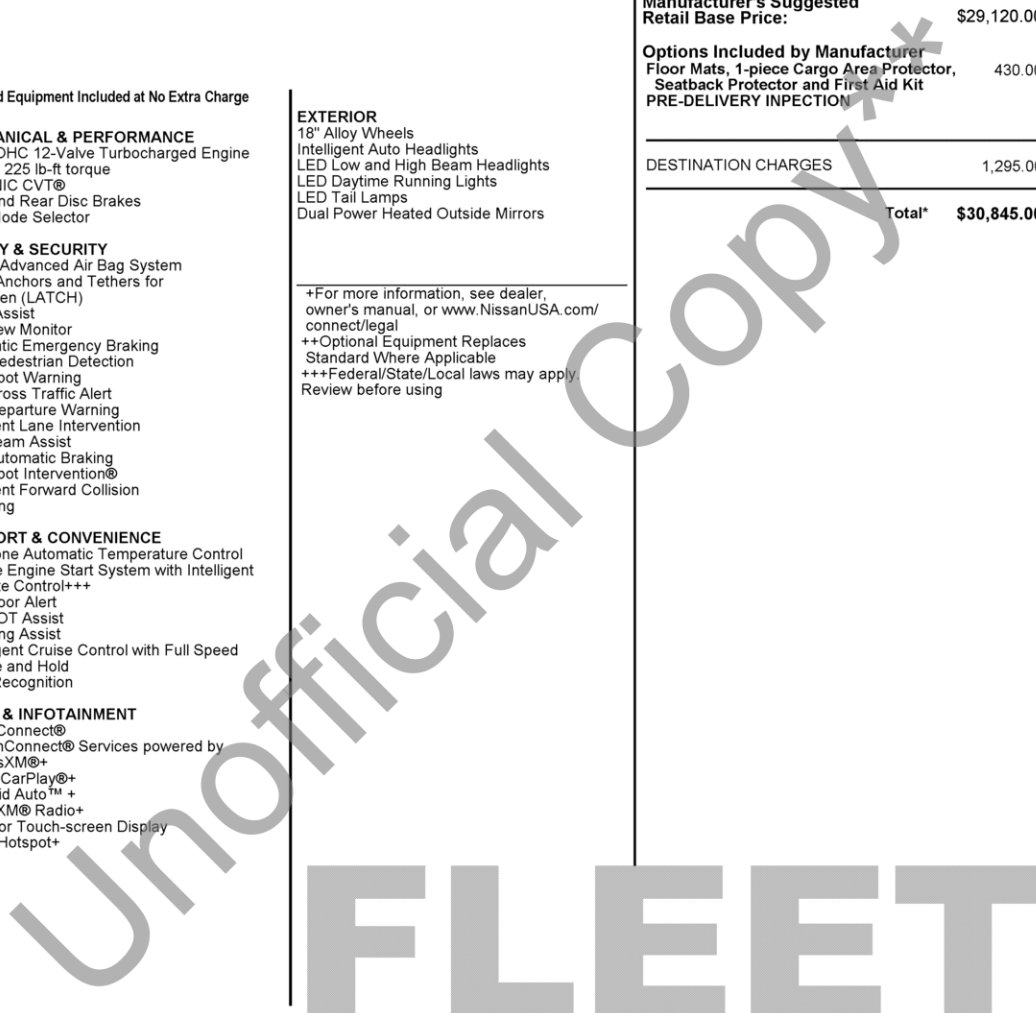 d Equipment Included at No Extra Charge
ANICAL & PERFORMANCE
OHC 12-Valve Turbocharged Engine
225 lb-ft torque
NIC CVT®
nd Rear Disc Brakes
Mode Selector
Y & SECURITY
Advanced Air Bag System
Anchors and Tethers for
en (LATCH)
Assist
ew Monitor
tic Emergency Braking
edestrian Detection
pot Warning
ross Traffic Alert
eparture Warning
ent Lane Intervention
eam Assist
utomatic Braking
pot Intervention®
ent Forward Collision
ng
ORT & CONVENIENCE
one Automatic Temperature Control
e Engine Start System with Intelligent
te Control+++
oor Alert
OT Assist
ng Assist
gent Cruise Control with Full Speed
e and Hold
Recognition
& INFOTAINMENT
Connect®
nConnect® Services powered by
sXM®+
CarPlay®+
id Auto™ +
XM® Radio+
or Touch-screen Display
Hotspot+
EXTERIOR
18" Alloy Wheels
Intelligent Auto Headlights
LED Low and High Beam Headlights
LED Daytime Running Lights
LED Tail Lamps
Dual Power Heated Outside Mirrors
+For more information, see dealer,
owner's manual, or www.NissanUSA.com/
connect/legal
++Optional Equipment Replaces
Standard Where Applicable
+++Federal/State/Local laws may apply.
Review before using
Manufacturer's Suggested
Retail Base Price: $29,120.00
Options Included by Manufacturer
Floor Mats, 1-piece Cargo Area Protector, 430.00
Seatback Protector and First Aid Kit
PRE-DELIVERY INPECTION
DESTINATION CHARGES 1,295.00
Total* $30,845.00
Unofficial Copy**
FLEET